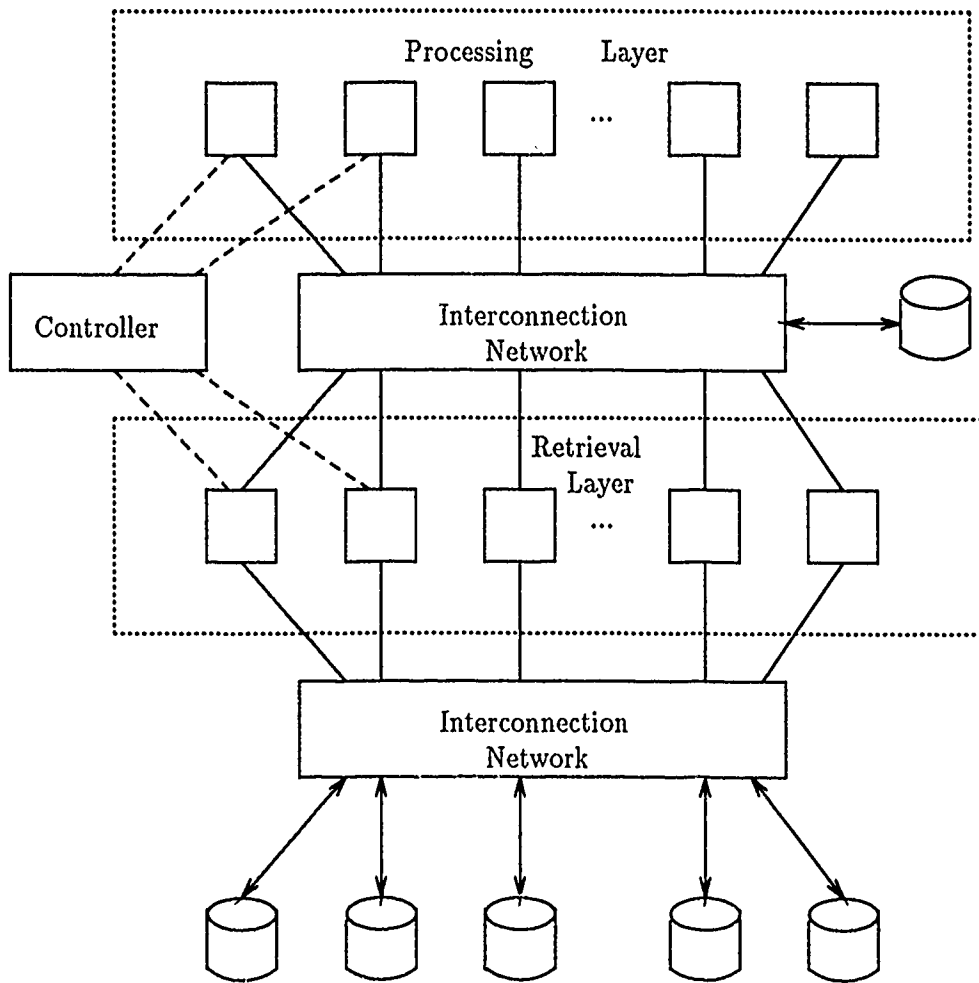 Processing Layer
...
Interconnection
Network
Controller
Retrieval
Layer
...
Interconnection
Network